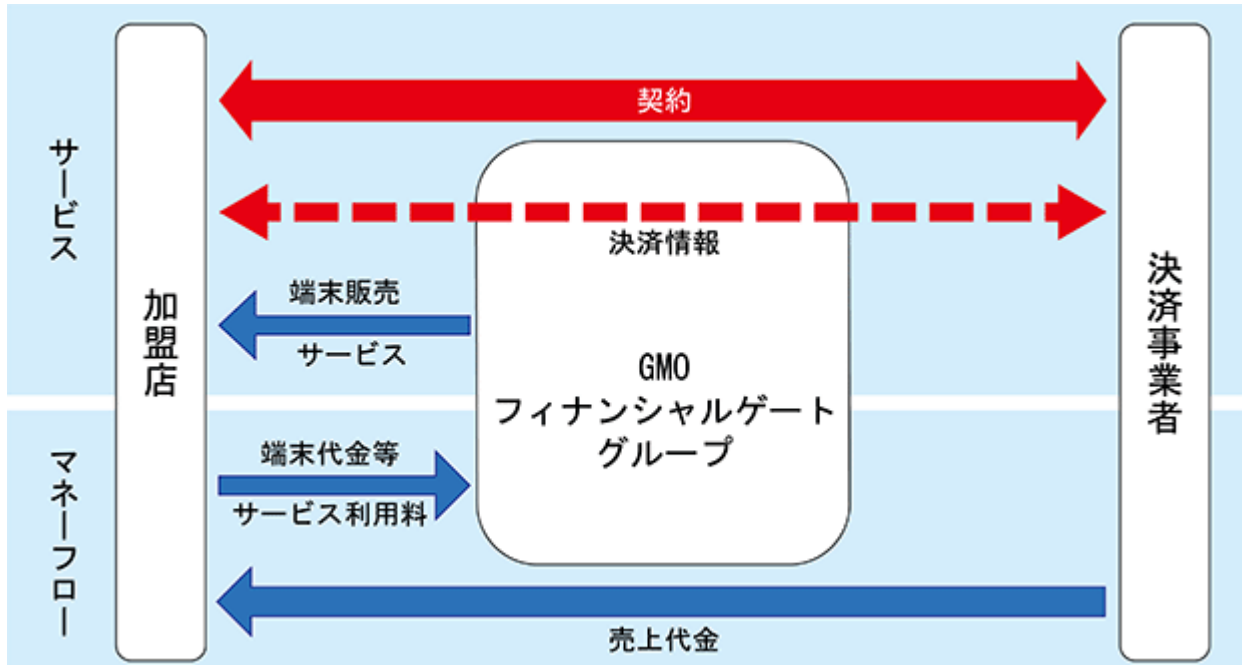 サービス
マネーフロー
加盟店
契約
決済情報
端末販売
サービス
GMO
フィナンシャルゲート
グループ
端末代金等
サービス利用料
売上代金
決済事業者